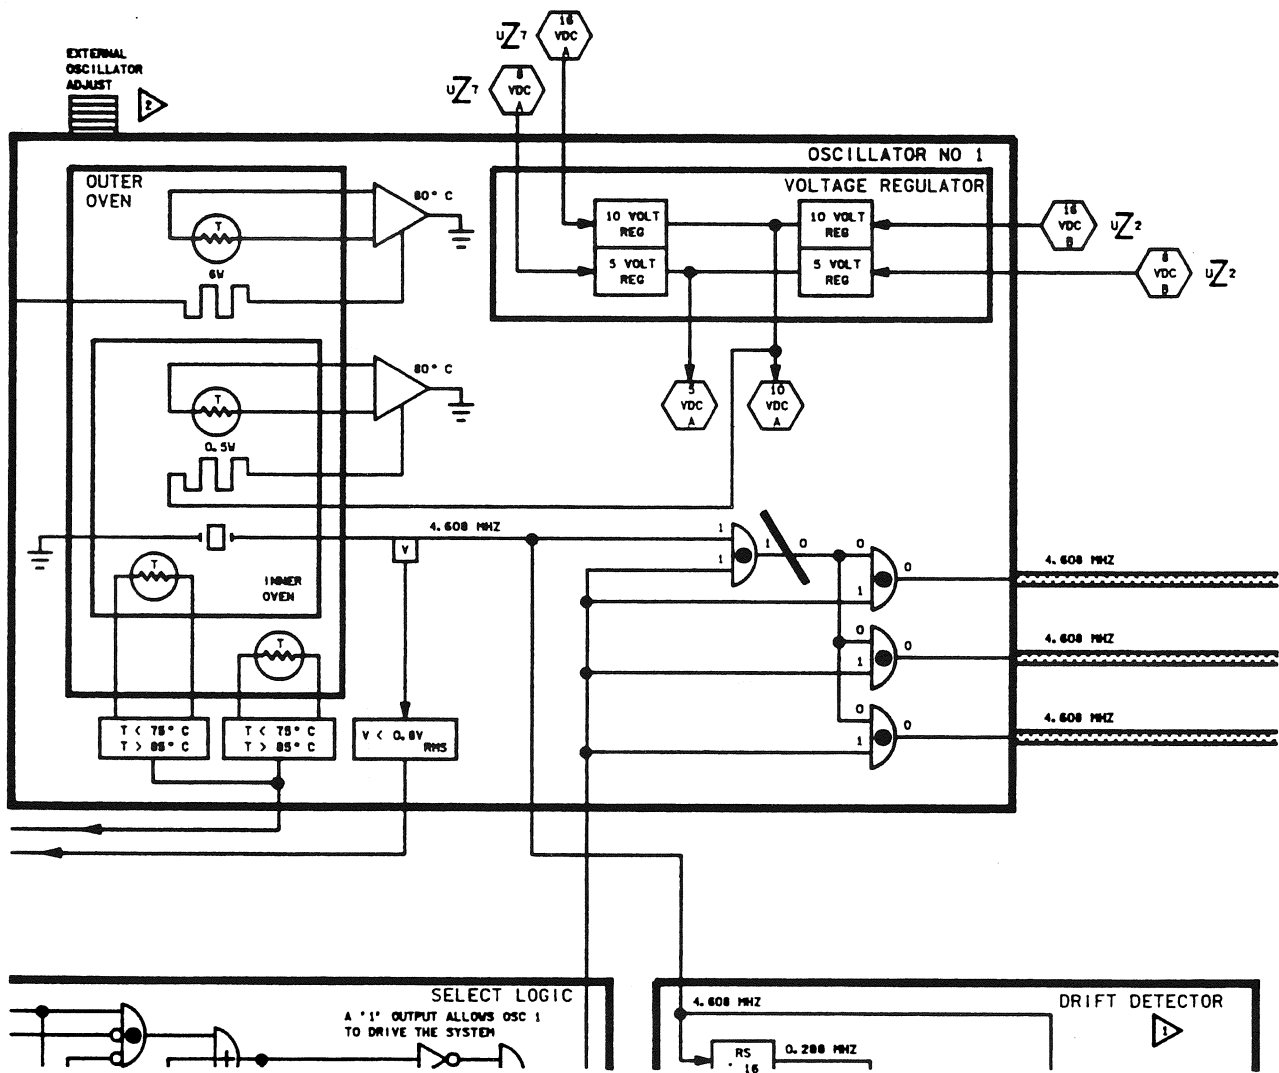 EXTERNAL
OSCILLATOR
ADJUST
2
uZ7
16
VDC
A
uZ7
8
VDC
A
OSCILLATOR NO 1
OUTER
OVEN
T
80° C
6W
VOLTAGE REGULATOR
10 VOLT
REG
10 VOLT
REG
5 VOLT
REG
5 VOLT
REG
16
VDC
B
uZ2
8
VDC
B
uZ2
T
80° C
0.5W
5
VDC
A
10
VDC
A
4.608 MHZ
V
1
1
1
0
0
1
0
4.608 MHZ
T
INNER
OVEN
T
0
1
0
4.608 MHZ
0
1
0
4.608 MHZ
T < 75° C
T > 85° C
T < 75° C
T > 85° C
V < 0.8V
RMS
SELECT LOGIC
A '1' OUTPUT ALLOWS OSC 1
TO DRIVE THE SYSTEM
+
4.608 MHZ
DRIFT DETECTOR
1
RS
÷ 16
0.288 MHZ